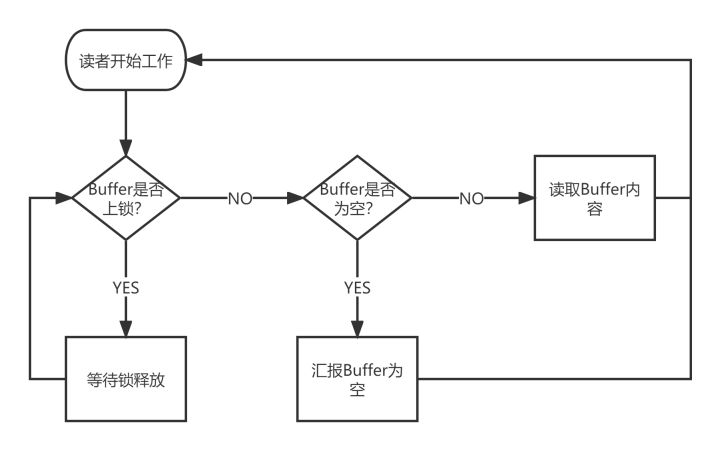 读者开始工作
Buffer是否
上锁?
NO
Buffer是否
为空?
NO
读取Buffer内
容
YES
YES
等待锁释放
汇报Buffer为
空